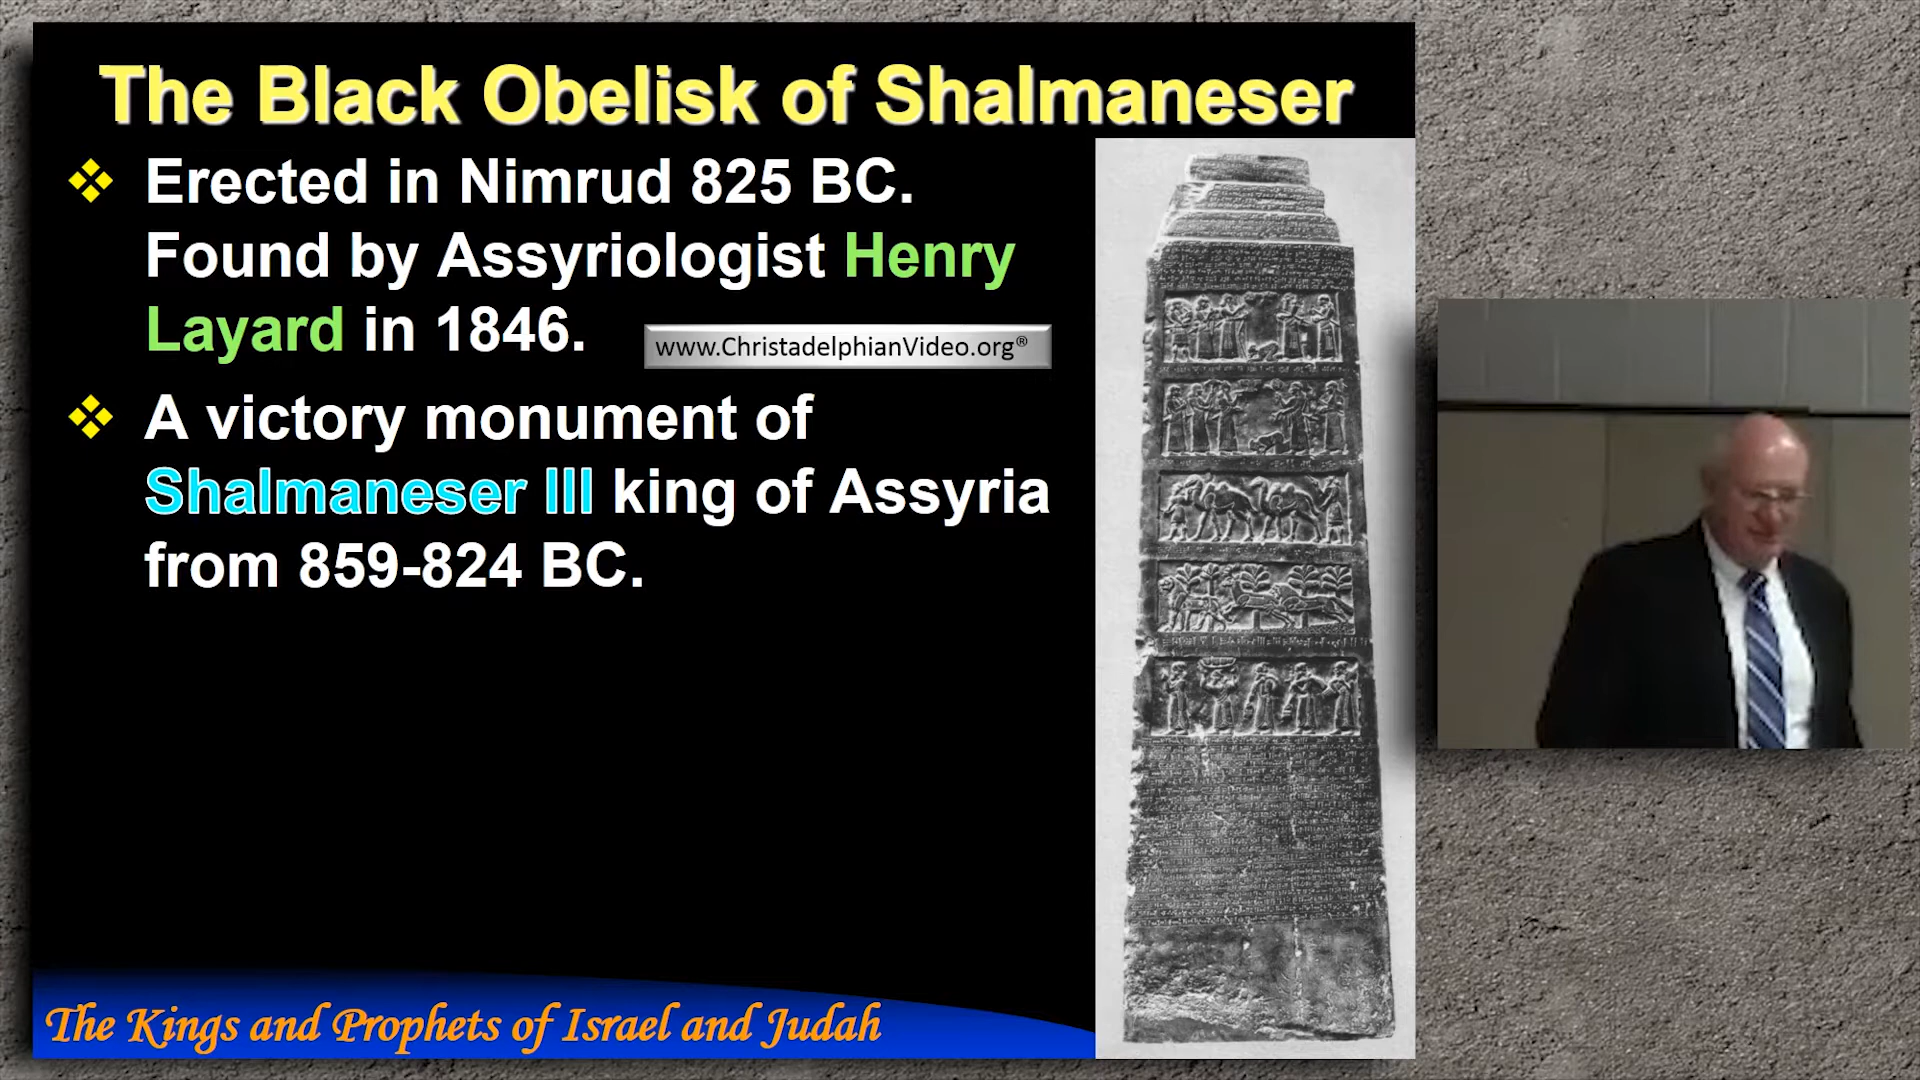 The Black Obelisk of Shalmaneser
Erected in Nimrud 825 BC.
Found by Assyriologist Henry
Layard in 1846.
www.ChristadelphianVideo.org®
A victory monument of
Shalmaneser III king of Assyria
from 859-824 BC.
The Kings and Prophets of Israel and Judah